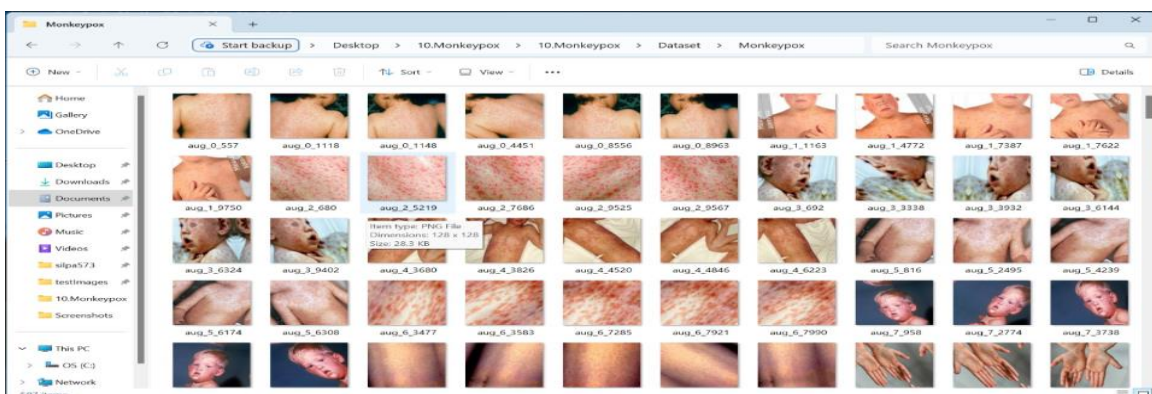 Monkeypox
Start backup > Desktop > 10.Monkeypox > 10.Monkeypox > Dataset > Monkeypox
Search Monkeypox
New Sort View ... Details
Home
Gallery
OneDrive
Desktop
Downloads
Documents
Pictures
Music
Videos
silpa573
testImages
10.Monkeypox
Screenshots
This PC
OS (C:)
Network
aug_0_557 aug_0_1118 aug_0_1148 aug_0_4451 aug_0_8556 aug_0_8963 aug_1_1163 aug_1_4772 aug_1_7387 aug_1_7622
aug_1_9750 aug_2_680 aug_2_5219 aug_2_7686 aug_2_9525 aug_2_9567 aug_3_692 aug_3_3338 aug_3_3932 aug_3_6144
Item type: PNG File
Dimensions: 128 x 128
Size: 28.3 KB
aug_3_6324 aug_3_9402 aug_4_3680 aug_4_3826 aug_4_4520 aug_4_4846 aug_4_6223 aug_5_816 aug_5_2495 aug_5_4239
aug_5_6174 aug_5_6308 aug_6_3477 aug_6_3583 aug_6_7285 aug_6_7921 aug_6_7990 aug_7_958 aug_7_2774 aug_7_3738